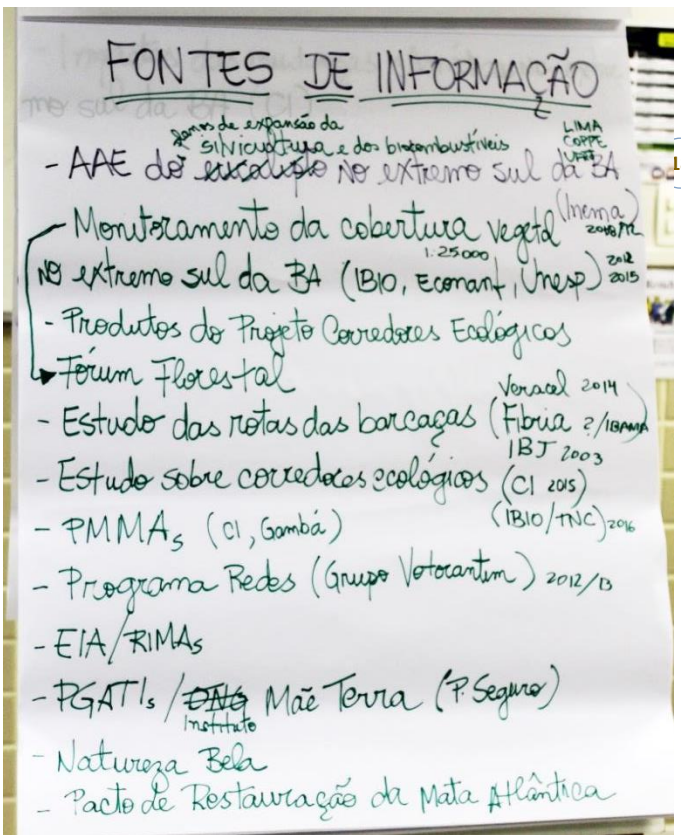 FONTES DE INFORMAÇÃO
planos de expansão da
silvicultura e dos biocombustíveis
LIMA
COPPE
UFRJ
- AAE do eucalipto no extremo sul da BA
- Monitoramento da cobertura vegetal (Inema)
1:25.000
no extremo sul da BA (IBIO, Econamf, Unesp) 2012
2015
- Produtos do Projeto Corredores Ecológicos
Fórum Florestal
Veracel 2014
- Estudo das rotas das barcaças (Fibria ?/IBAMA)
IBJ 2003
- Estudo sobre corredores ecológicos (CI 2015)
(IBIO/TNC) 2016
- PMMAs (CI, Gambá)
- Programa Redes (Grupo Votorantim) 2012/13
- EIA/RIMAs
- PGATIs / ONG Mãe Terra (P. Seguro)
Instituto
- Natureza Bela
- Pacto de Restauração da Mata Atlântica